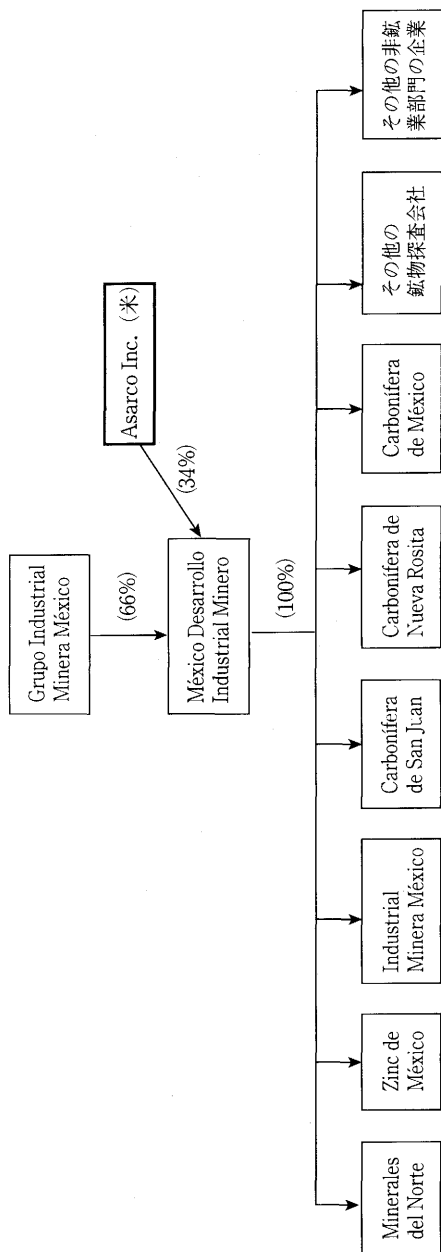 Grupo Industrial
Minera México
(66%)
Asarco Inc. (米)
(34%)
México Desarrollo
Industrial Minero
(100%)
Minerales
del Norte
Zinc de
México
Industrial
Minera México
Carbonífera
de San Juan
Carbonífera de
Nueva Rosita
Carbonífera
de México
その他の
鉱物探査会社
その他の非鉱
業部門の企業